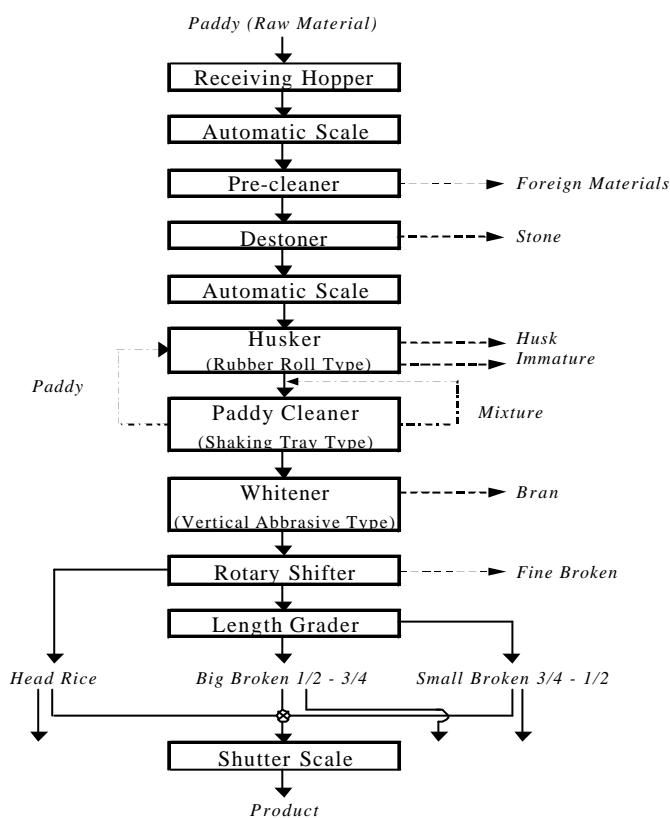 Paddy (Raw Material)
Receiving Hopper
Automatic Scale
Pre-cleaner
Foreign Materials
Destoner
Stone
Automatic Scale
Husker
(Rubber Roll Type)
Husk
Immature
Paddy
Paddy Cleaner
(Shaking Tray Type)
Mixture
Whitener
(Vertical Abbrasive Type)
Bran
Rotary Shifter
Fine Broken
Length Grader
Head Rice
Big Broken 1/2 - 3/4
Small Broken 3/4 - 1/2
Shutter Scale
Product